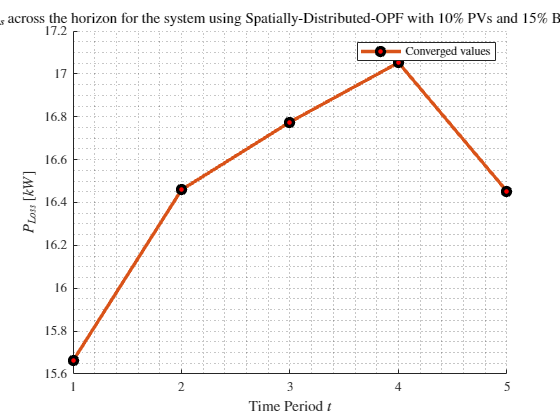 s across the horizon for the system using Spatially-Distributed-OPF with 10% PVs and 15% B
17.2
Converged values
17
16.8
16.6
16.4
16.2
16
15.8
15.6
P_Loss [kW]
1 2 3 4 5
Time Period t